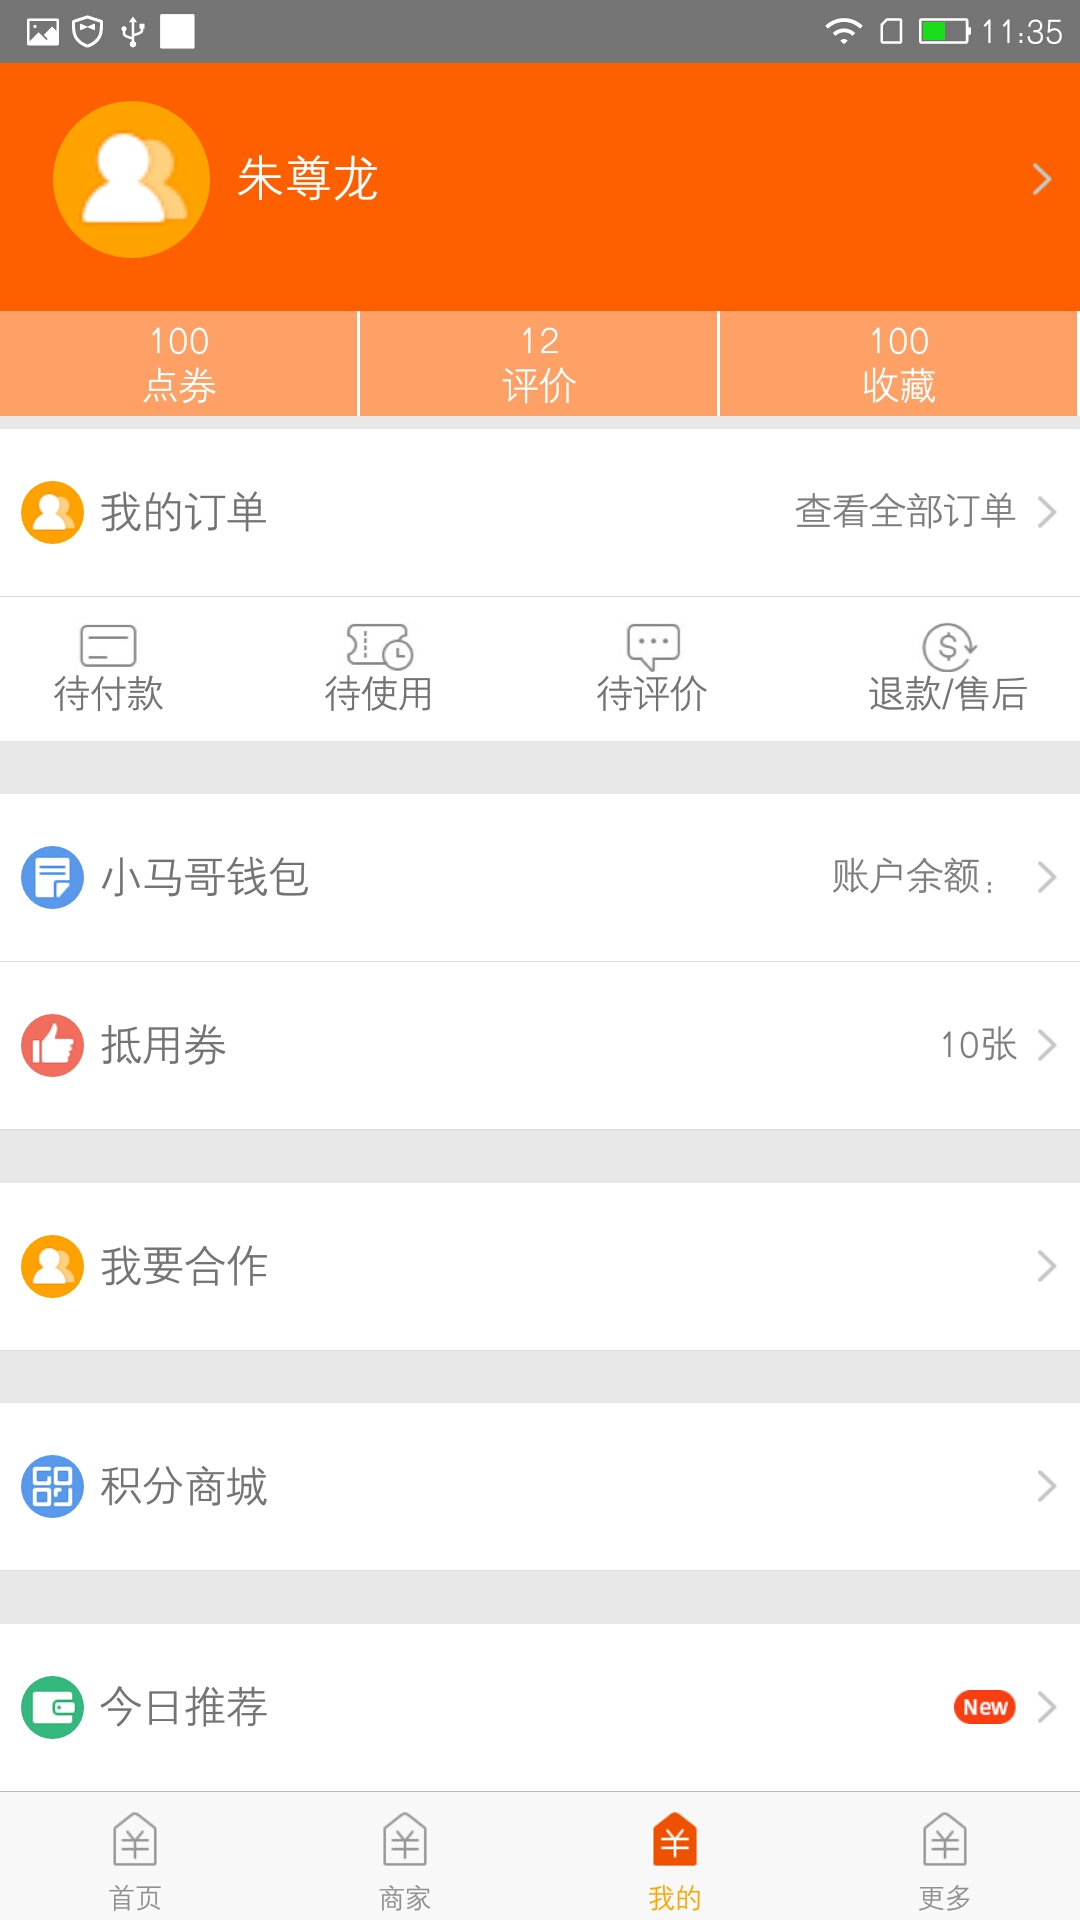 11:35
朱尊龙
100
点券
12
评价
100
收藏
我的订单
查看全部订单
待付款
待使用
待评价
退款/售后
小马哥钱包
账户余额：
抵用券
10张
我要合作
积分商城
今日推荐
New
首页
商家
我的
更多